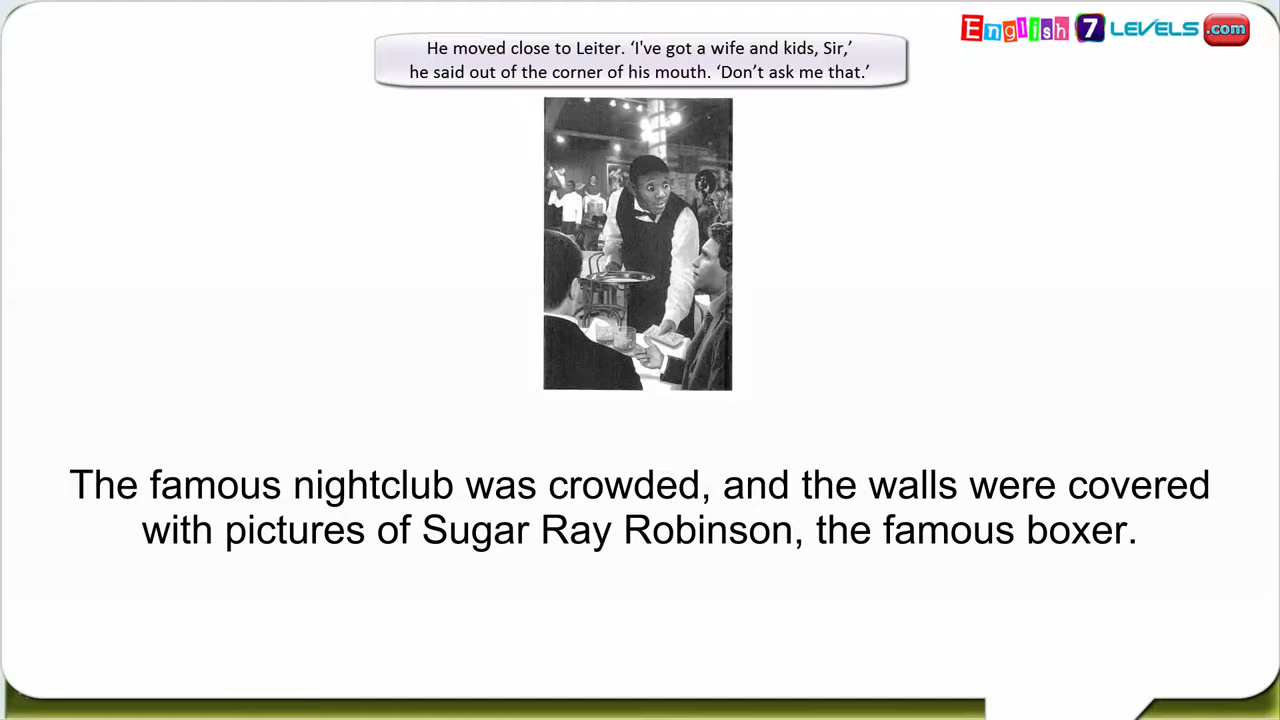 English 7 LEVELS .com
He moved close to Leiter. ‘I've got a wife and kids, Sir,’
he said out of the corner of his mouth. ‘Don’t ask me that.’
The famous nightclub was crowded, and the walls were covered
with pictures of Sugar Ray Robinson, the famous boxer.